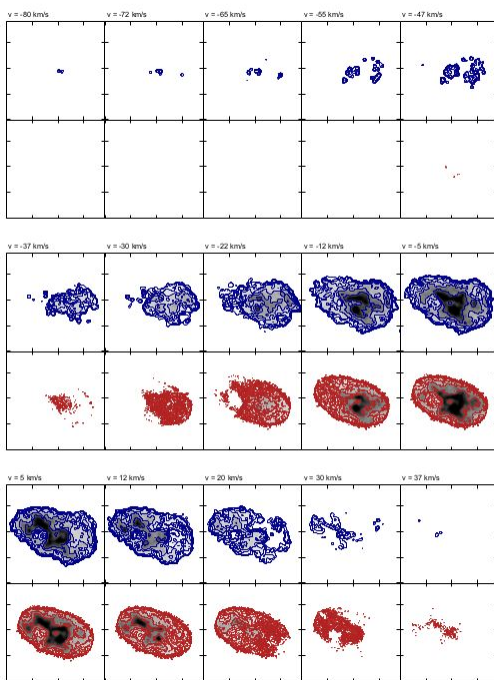 v = -80 km/s v = -72 km/s v = -65 km/s v = -55 km/s v = -47 km/s
v = -37 km/s v = -30 km/s v = -22 km/s v = -12 km/s v = -5 km/s
v = 5 km/s v = 12 km/s v = 20 km/s v = 30 km/s v = 37 km/s